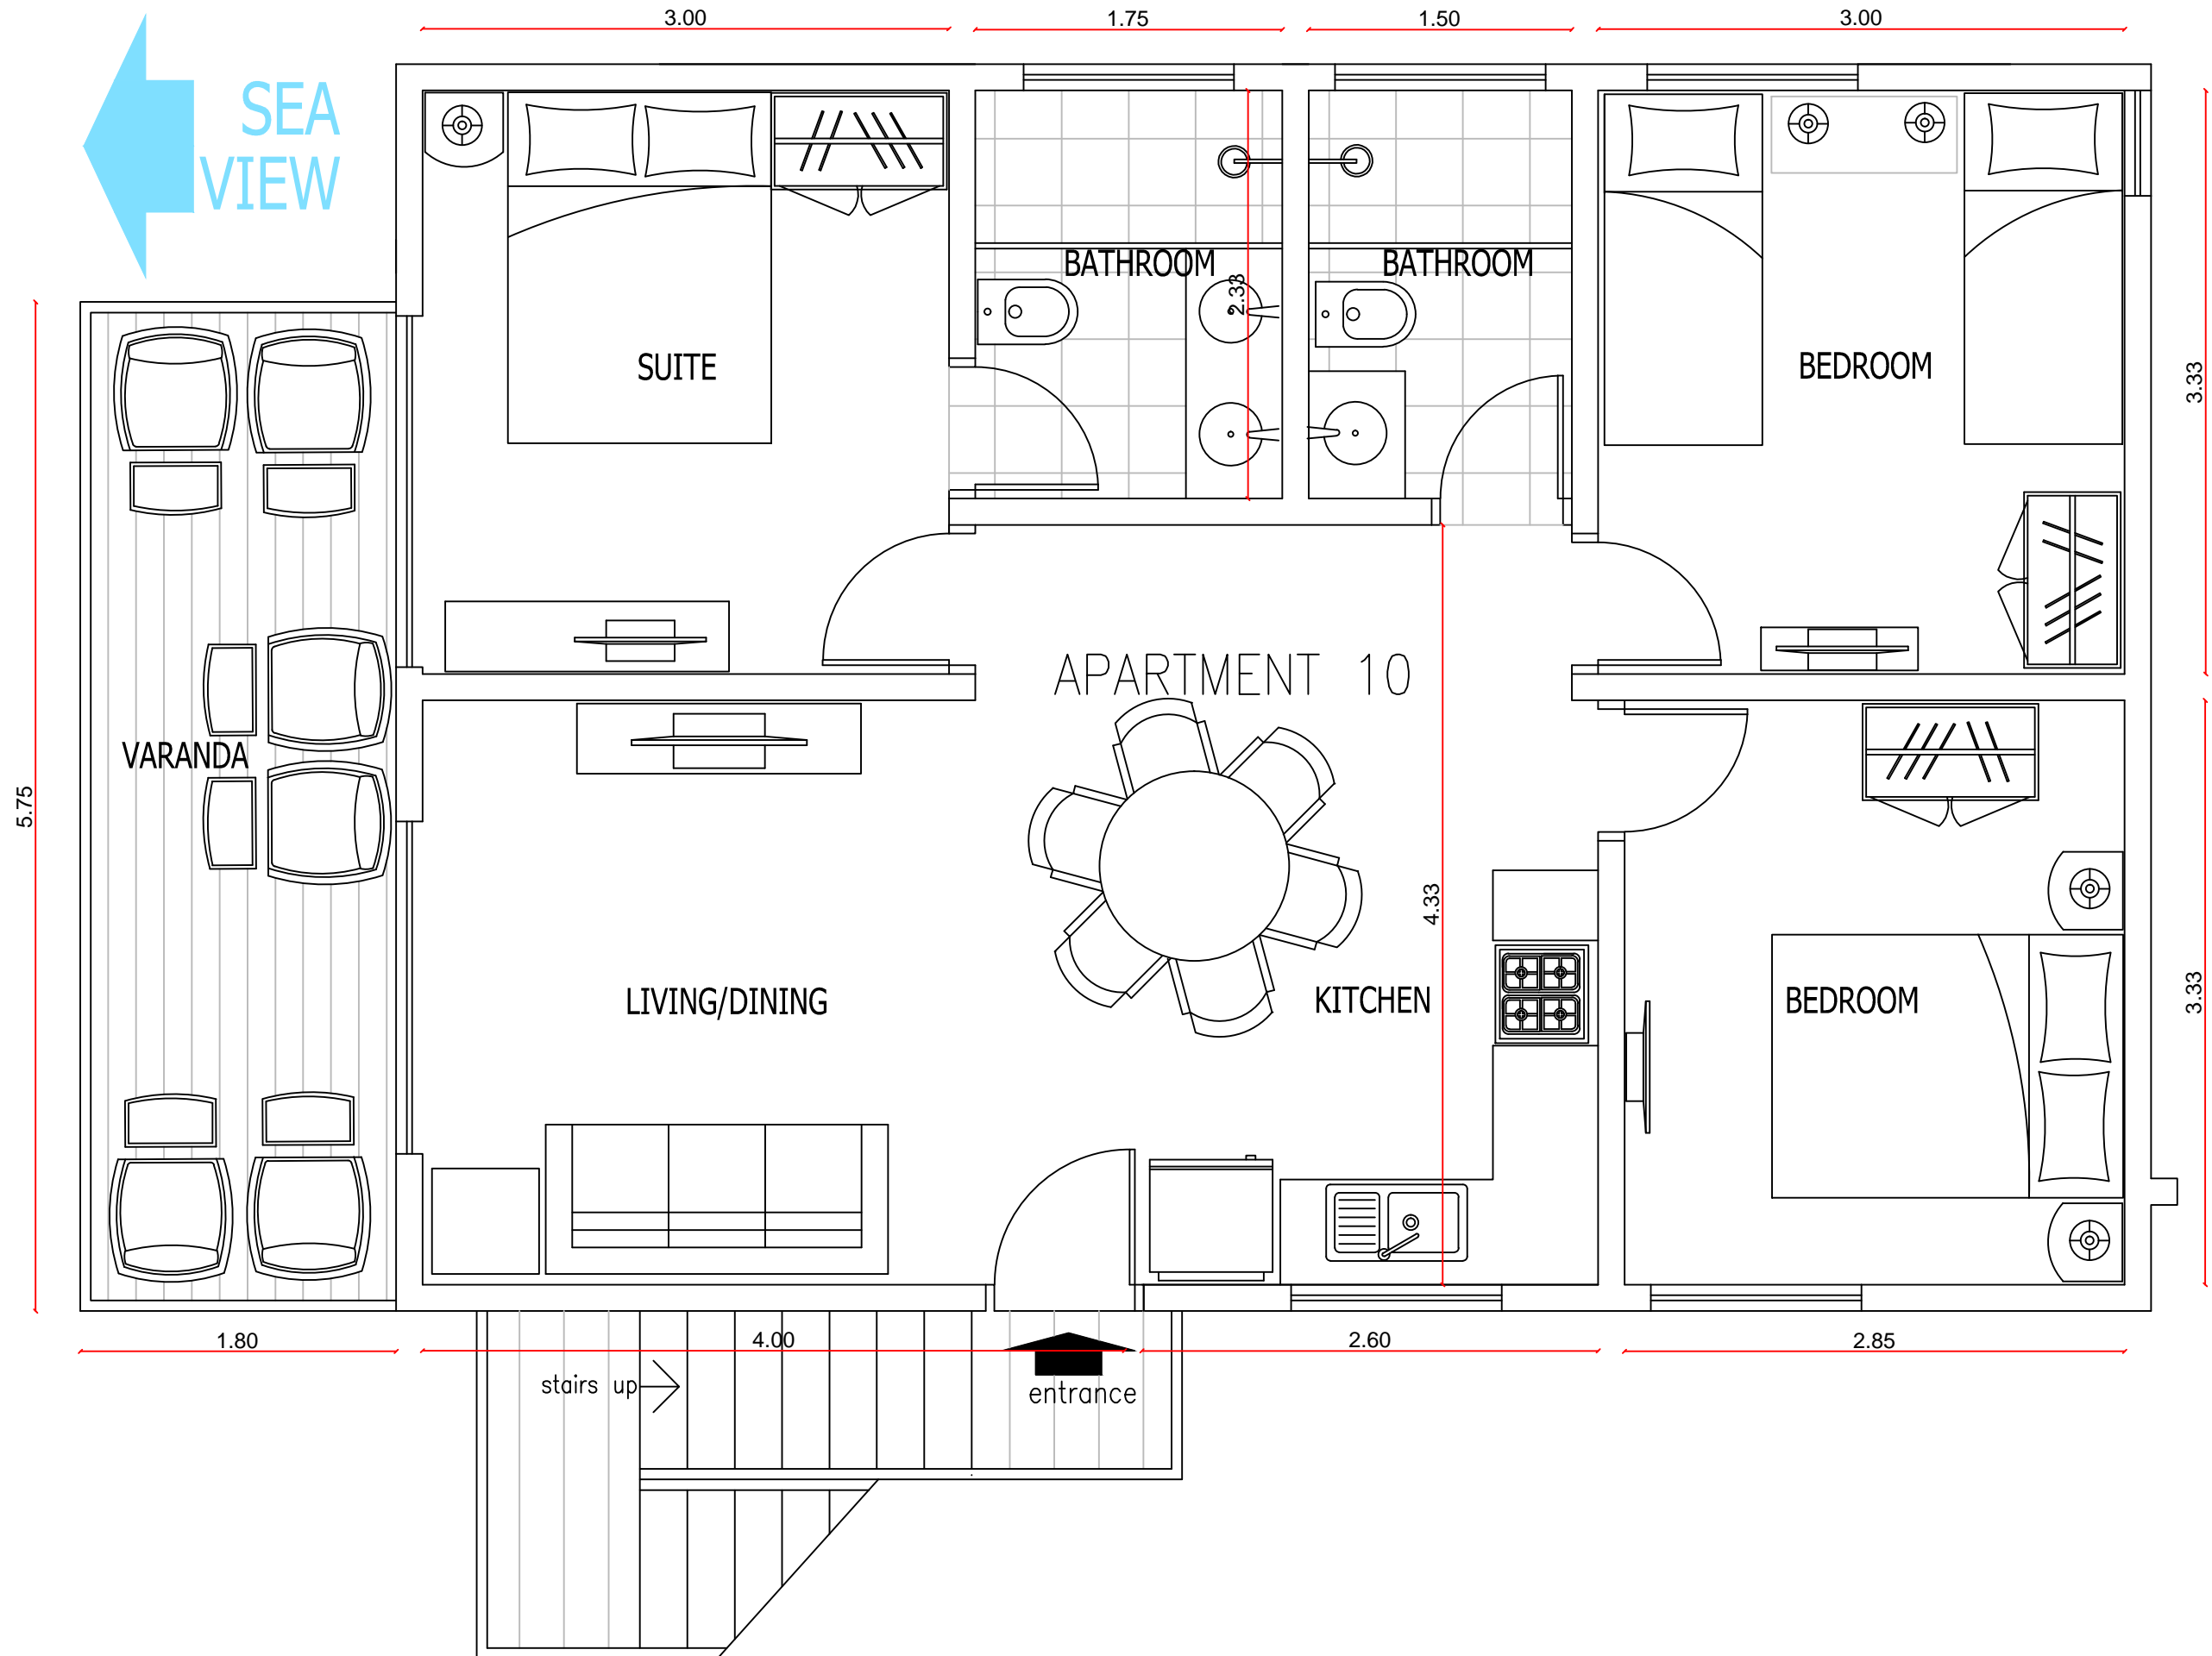 3.00
1.75
1.50
3.00
SEA
VIEW
BATHROOM
BATHROOM
2.33
SUITE
BEDROOM
3.33
APARTMENT 10
VARANDA
5.75
4.33
LIVING/DINING
KITCHEN
BEDROOM
3.33
1.80
4.00
2.60
2.85
stairs up
entrance